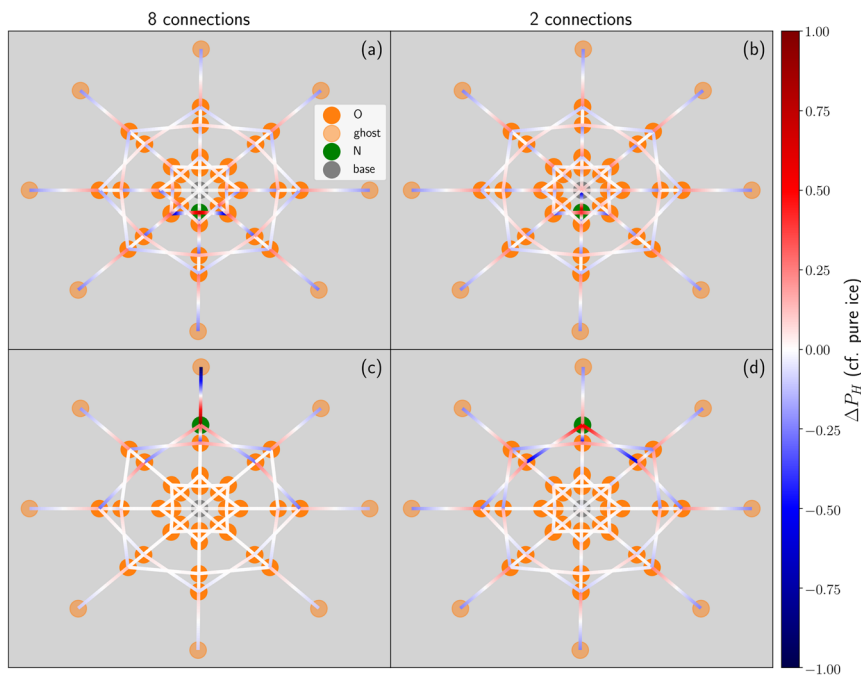 8 connections
2 connections
(a)
(b)
O
ghost
N
base
(c)
(d)
1.00
0.75
0.50
0.25
0.00
−0.25
−0.50
−0.75
−1.00
ΔP_H (cf. pure ice)